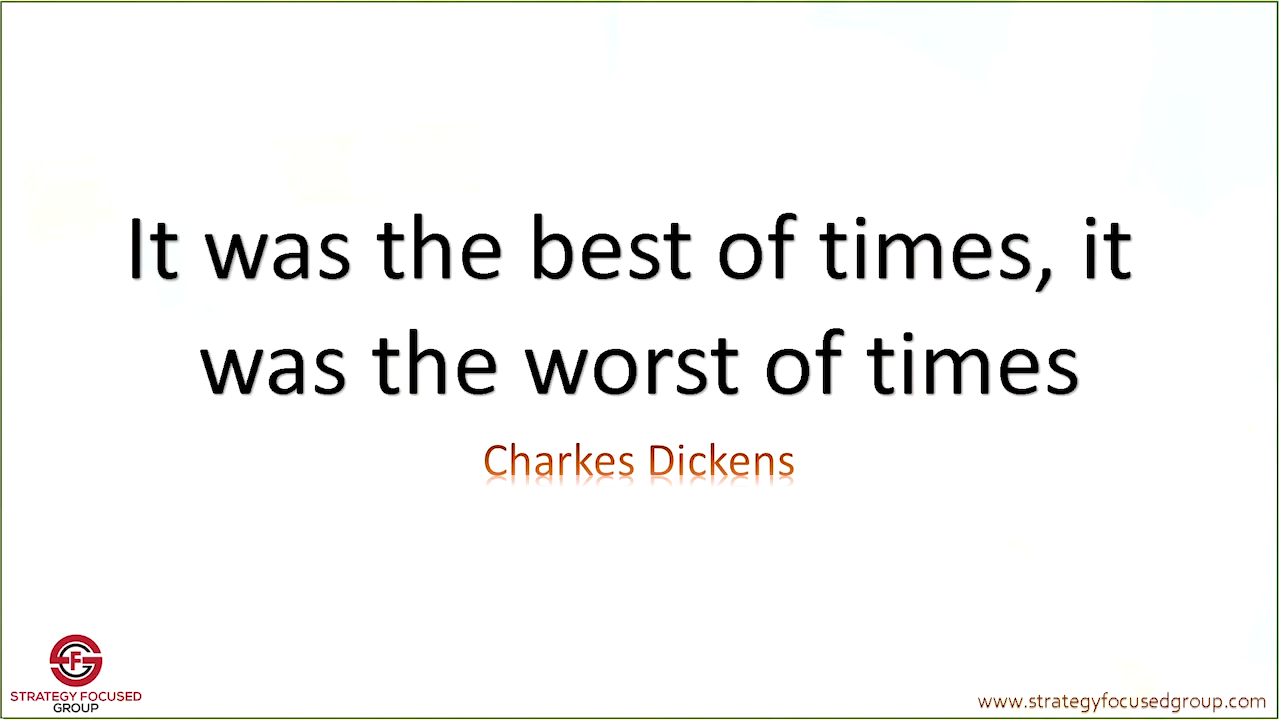 It was the best of times, it
was the worst of times
Charkes Dickens
STRATEGY FOCUSED
GROUP
www.strategyfocusedgroup.com